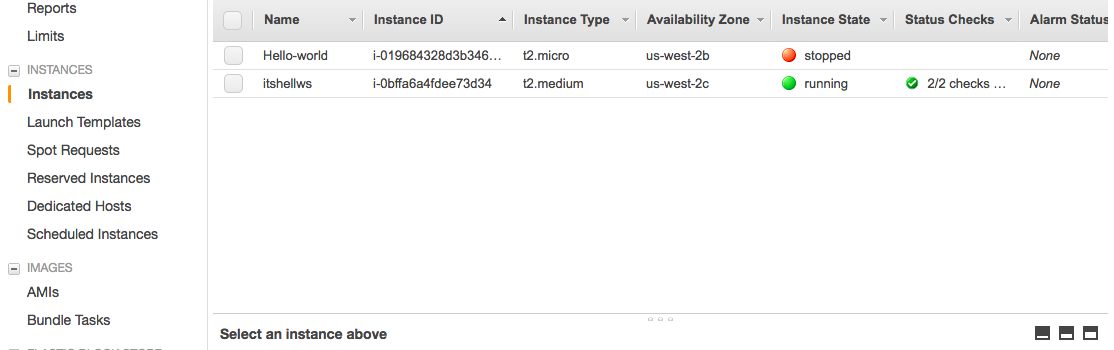 Reports
Limits
INSTANCES
Instances
Launch Templates
Spot Requests
Reserved Instances
Dedicated Hosts
Scheduled Instances
IMAGES
AMIs
Bundle Tasks
Name Instance ID Instance Type Availability Zone Instance State Status Checks Alarm Status
Hello-world i-019684328d3b346... t2.micro us-west-2b stopped None
itshellws i-0bffa6a4fdee73d34 t2.medium us-west-2c running 2/2 checks ... None
Select an instance above